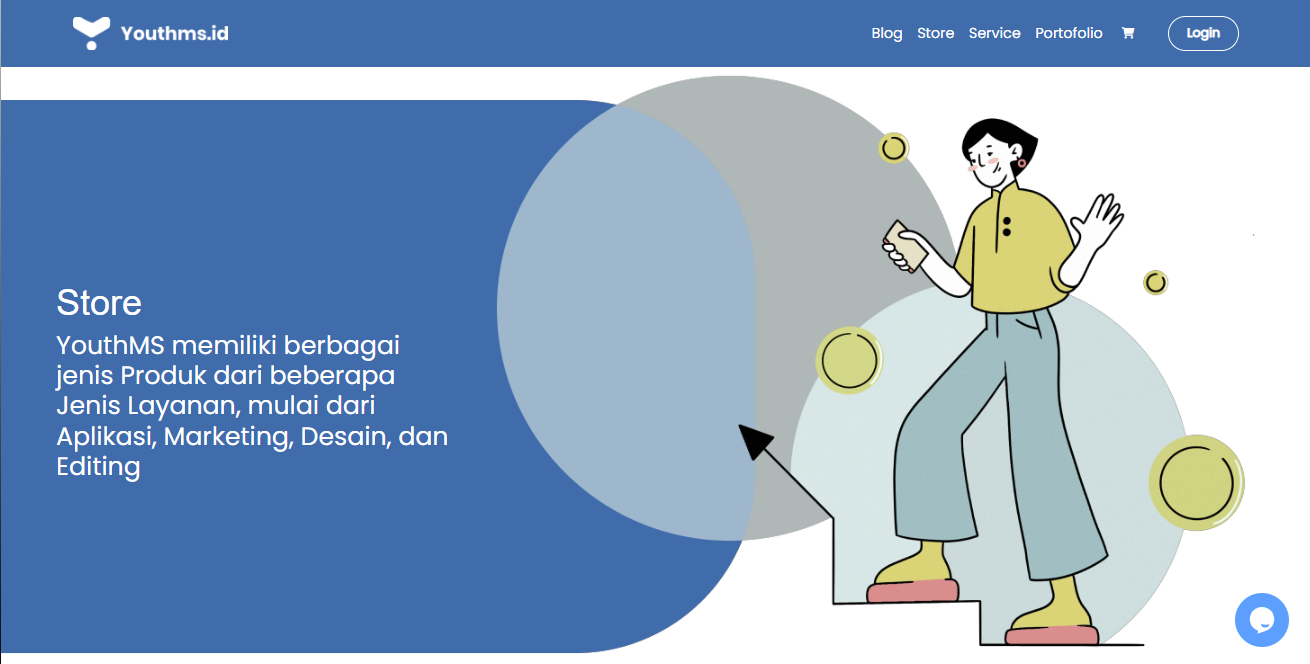 Youthms.id
Blog Store Service Portofolio Login
Store
YouthMS memiliki berbagai
jenis Produk dari beberapa
Jenis Layanan, mulai dari
Aplikasi, Marketing, Desain, dan
Editing